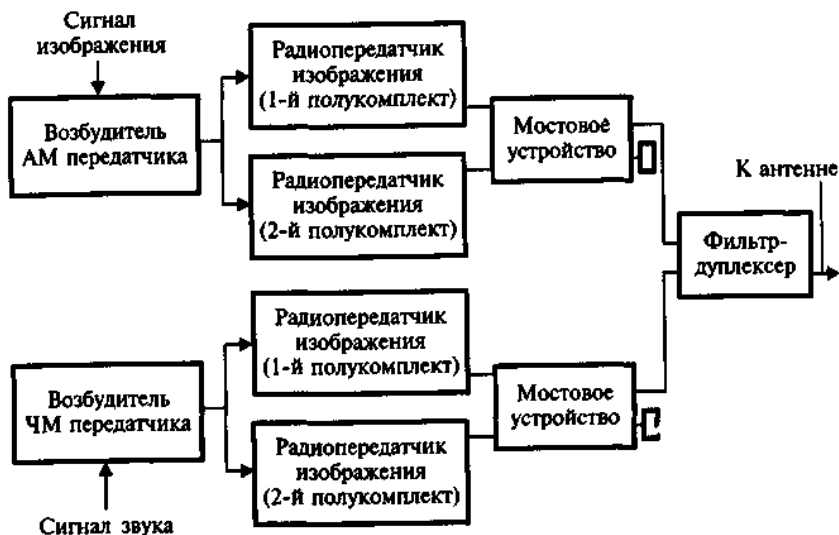 Сигнал
изображения
Возбудитель
АМ передатчика
Радиопередатчик
изображения
(1-й полукомплект)
Радиопередатчик
изображения
(2-й полукомплект)
Мостовое
устройство
К антенне
Фильтр-
дуплексер
Возбудитель
ЧМ передатчика
Сигнал звука
Радиопередатчик
изображения
(1-й полукомплект)
Радиопередатчик
изображения
(2-й полукомплект)
Мостовое
устройство